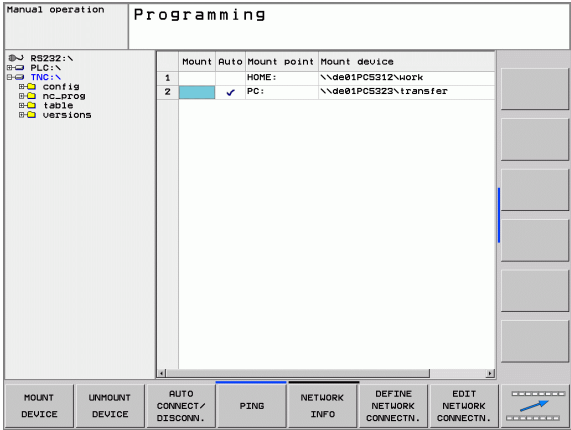 Manual operation
Programming
RS232:\
PLC:\
TNC:\
config
nc_prog
table
versions
Mount Auto Mount point Mount device
1 HOME: \\de01PC5312\work
2 PC: \\de01PC5323\transfer
MOUNT
DEVICE
UNMOUNT
DEVICE
AUTO
CONNECT/
DISCONN.
PING
NETWORK
INFO
DEFINE
NETWORK
CONNECTN.
EDIT
NETWORK
CONNECTN.